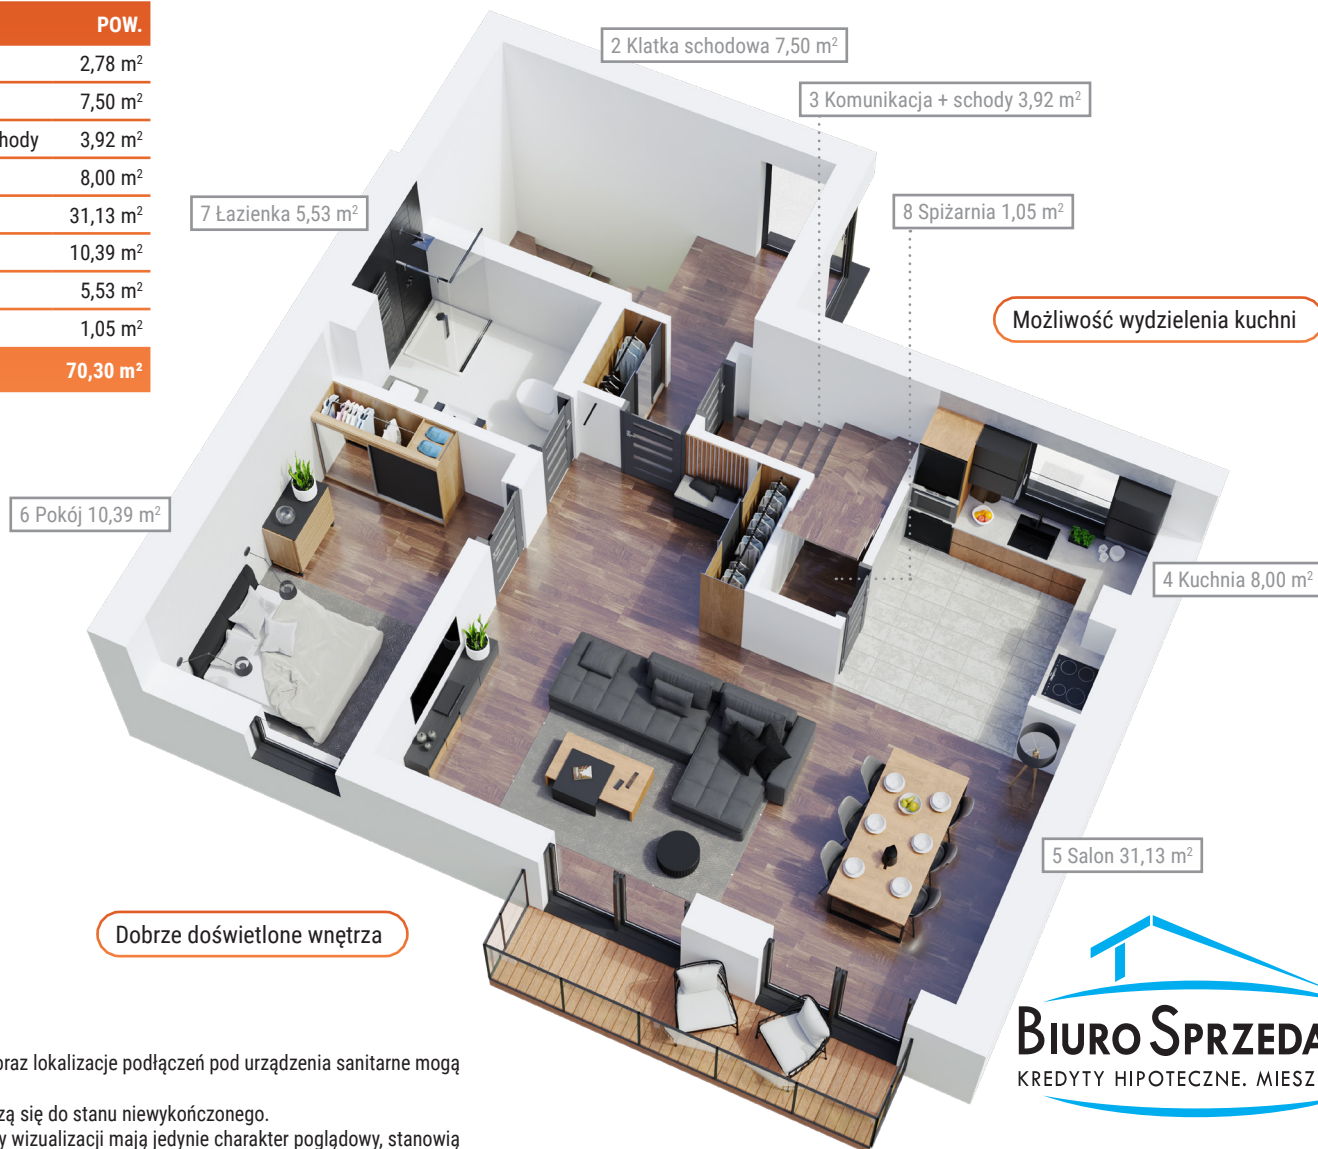 POW.
2,78 m²
7,50 m²
hody 3,92 m²
8,00 m²
31,13 m²
10,39 m²
5,53 m²
1,05 m²
70,30 m²
2 Klatka schodowa 7,50 m²
3 Komunikacja + schody 3,92 m²
7 Łazienka 5,53 m²
8 Spiżarnia 1,05 m²
Możliwość wydzielenia kuchni
6 Pokój 10,39 m²
4 Kuchnia 8,00 m²
5 Salon 31,13 m²
Dobrze doświetlone wnętrza
BIURO SPRZEDA
KREDYTY HIPOTECZNE. MIESZ
oraz lokalizacje podłączeń pod urządzenia sanitarne mogą
zą się do stanu niewykończonego.
y wizualizacji mają jedynie charakter poglądowy, stanowią